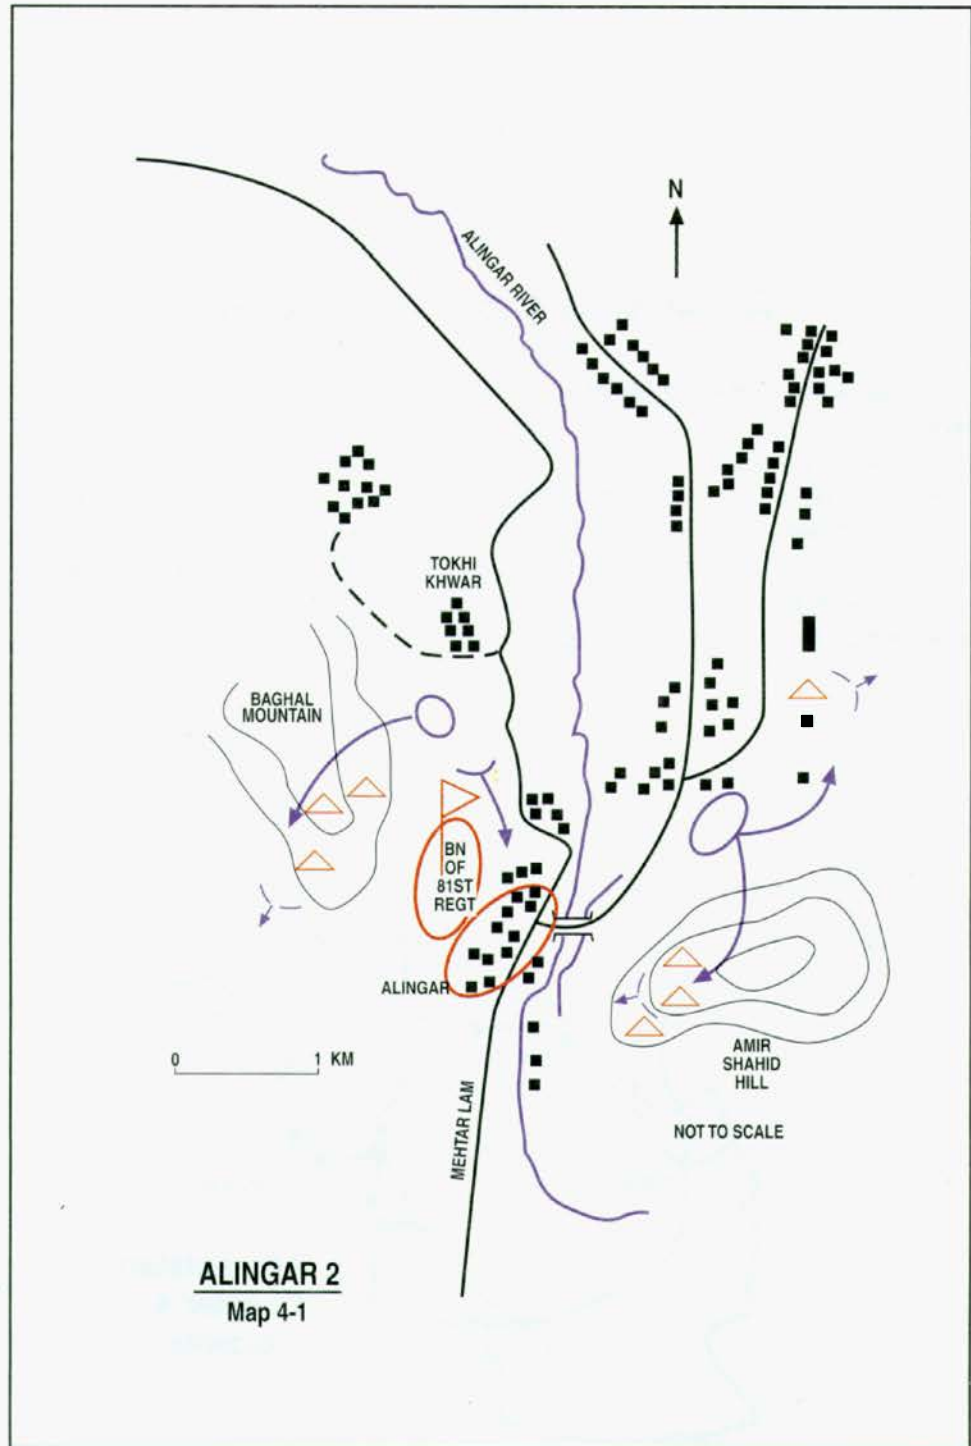 N
ALINGAR RIVER
TOKHI
KHWAR
BAGHAL
MOUNTAIN
BN
OF
81ST
REGT
ALINGAR
0 1 KM
AMIR
SHAHID
HILL
MEHTAR LAM
NOT TO SCALE
ALINGAR 2
Map 4-1